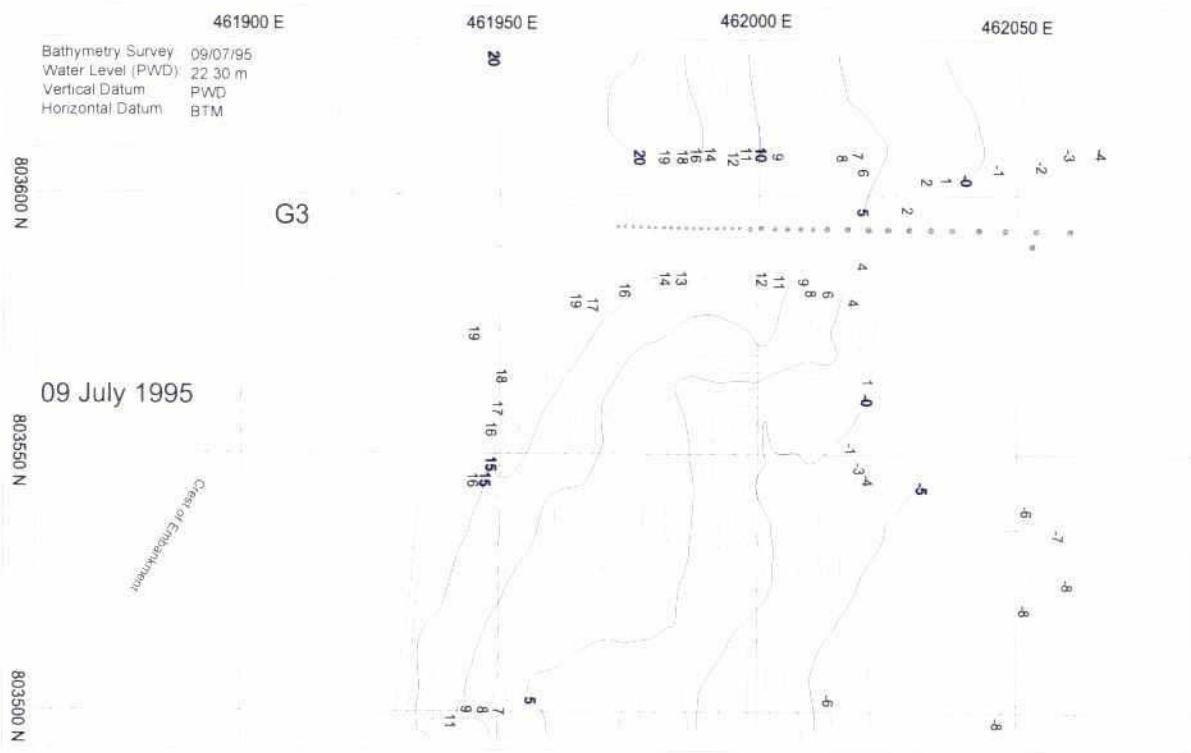 461900 E 461950 E 462000 E 462050 E
Bathymetry Survey 09/07/95
Water Level (PWD) 22.30 m
Vertical Datum PWD
Horizontal Datum BTM
20
803600 N
20 19 18 16 14 12 11 10 9 8 7 6 2 1 -0 -1 -2 -3 -4
G3
5 2
4
19 17 16 14 13 12 11 9 8 6 4
19
09 July 1995
18 1
17 -0
16
803550 N
-1
15 -3
16 15 -4
-5
Crest of Embankment
-6
-7
-8
-8
803500 N
5 -6
9 8 7
11 -8